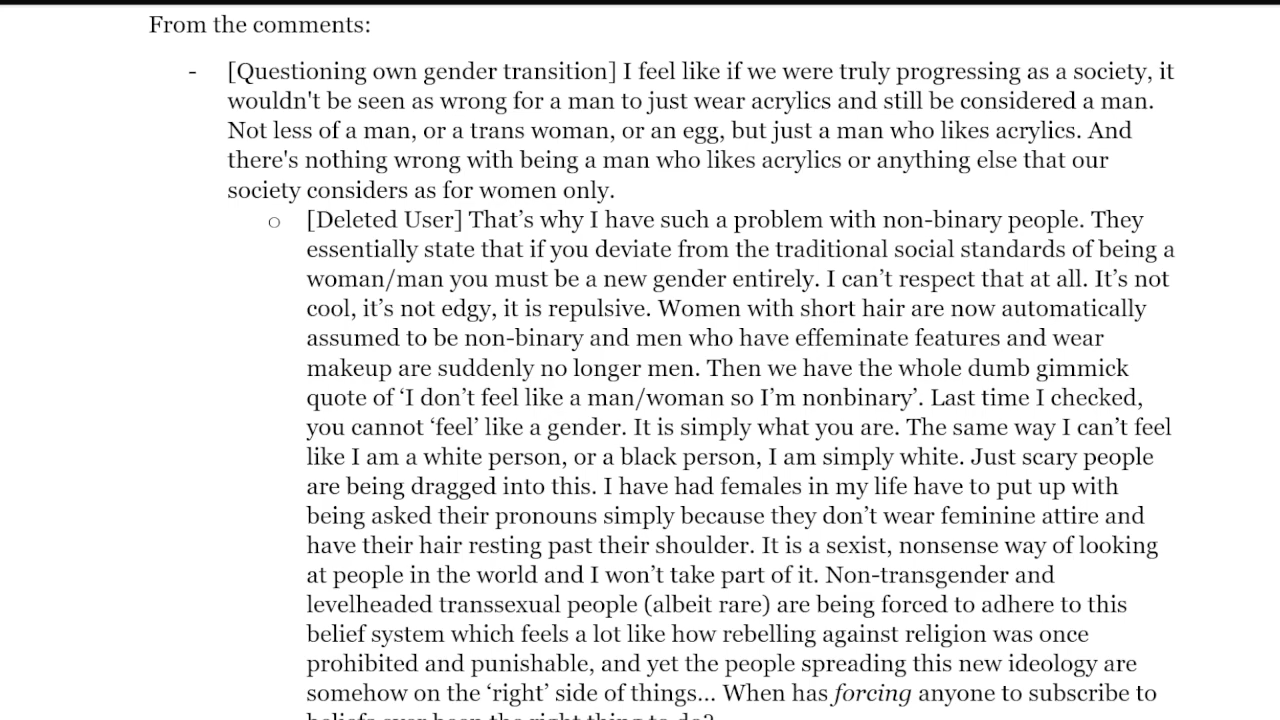 From the comments:
- [Questioning own gender transition] I feel like if we were truly progressing as a society, it
wouldn't be seen as wrong for a man to just wear acrylics and still be considered a man.
Not less of a man, or a trans woman, or an egg, but just a man who likes acrylics. And
there's nothing wrong with being a man who likes acrylics or anything else that our
society considers as for women only.
○ [Deleted User] That’s why I have such a problem with non-binary people. They
essentially state that if you deviate from the traditional social standards of being a
woman/man you must be a new gender entirely. I can’t respect that at all. It’s not
cool, it’s not edgy, it is repulsive. Women with short hair are now automatically
assumed to be non-binary and men who have effeminate features and wear
makeup are suddenly no longer men. Then we have the whole dumb gimmick
quote of ‘I don’t feel like a man/woman so I’m nonbinary’. Last time I checked,
you cannot ‘feel’ like a gender. It is simply what you are. The same way I can’t feel
like I am a white person, or a black person, I am simply white. Just scary people
are being dragged into this. I have had females in my life have to put up with
being asked their pronouns simply because they don’t wear feminine attire and
have their hair resting past their shoulder. It is a sexist, nonsense way of looking
at people in the world and I won’t take part of it. Non-transgender and
levelheaded transsexual people (albeit rare) are being forced to adhere to this
belief system which feels a lot like how rebelling against religion was once
prohibited and punishable, and yet the people spreading this new ideology are
somehow on the ‘right’ side of things... When has forcing anyone to subscribe to
beliefs ever been the right thing to do?